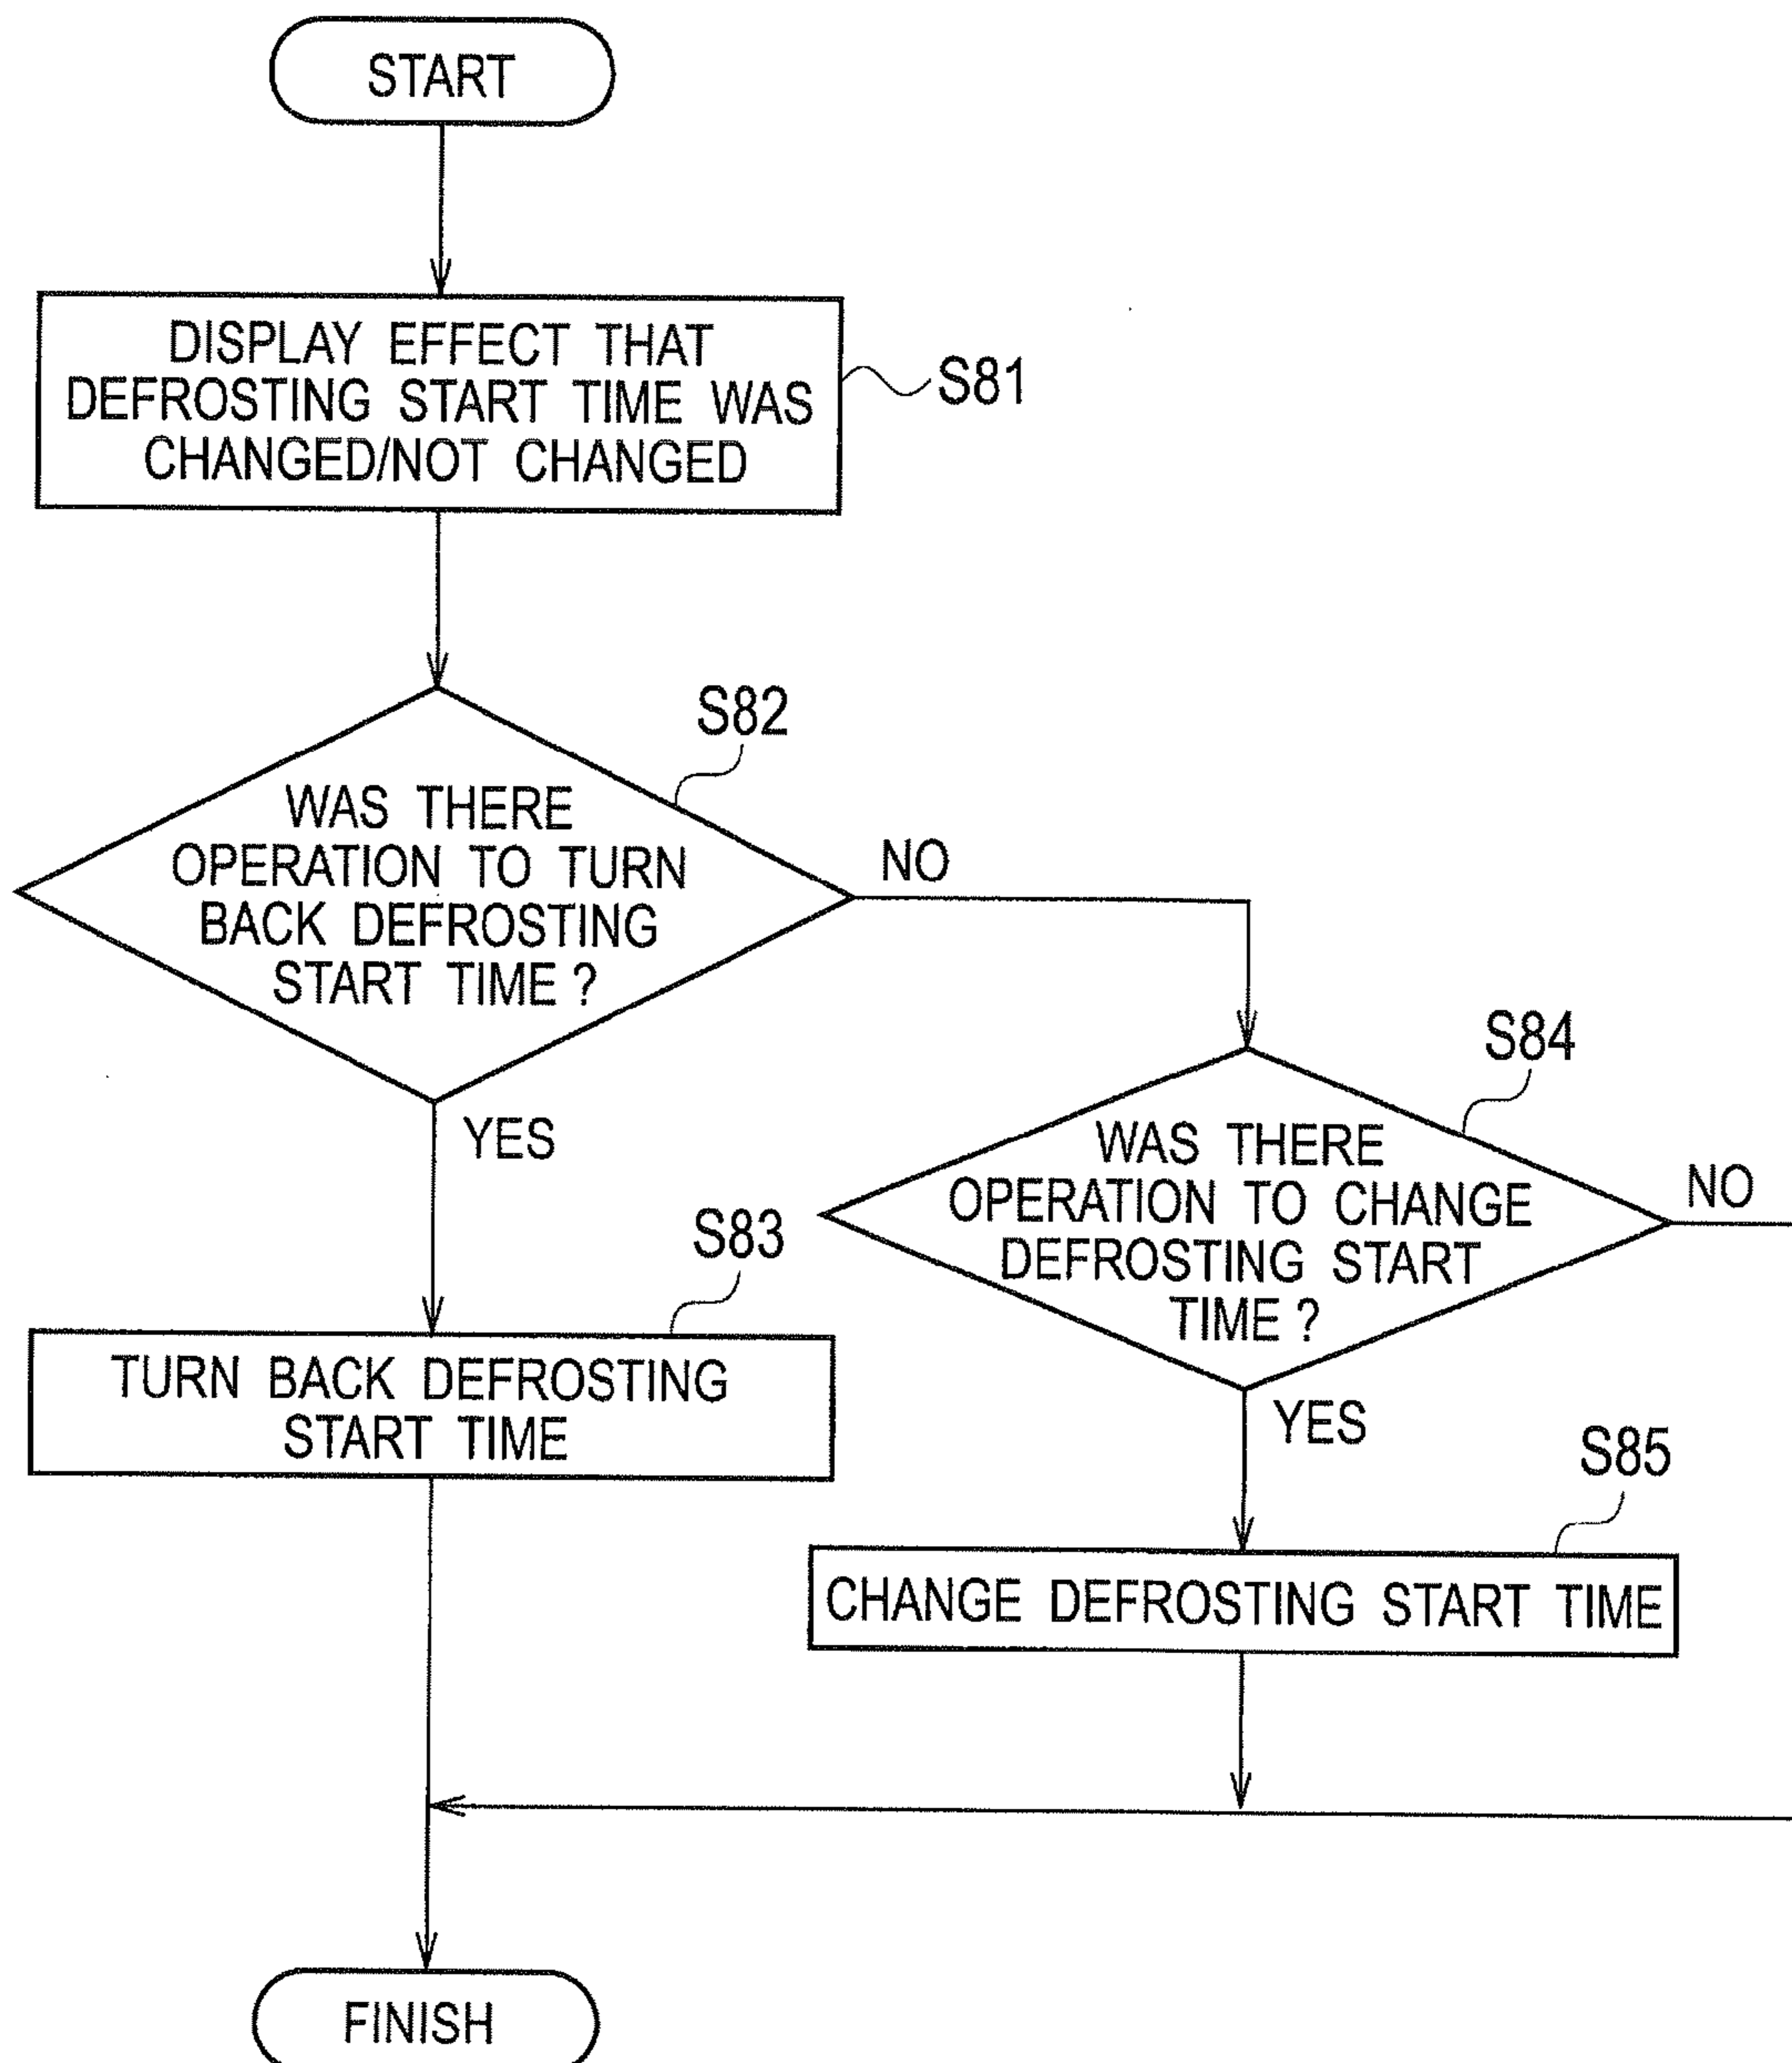 START
DISPLAY EFFECT THAT
DEFROSTING START TIME WAS
CHANGED/NOT CHANGED
S81
S82
WAS THERE
OPERATION TO TURN
BACK DEFROSTING
START TIME ?
NO
YES
S84
WAS THERE
OPERATION TO CHANGE
DEFROSTING START
TIME ?
NO
YES
S83
TURN BACK DEFROSTING
START TIME
S85
CHANGE DEFROSTING START TIME
FINISH